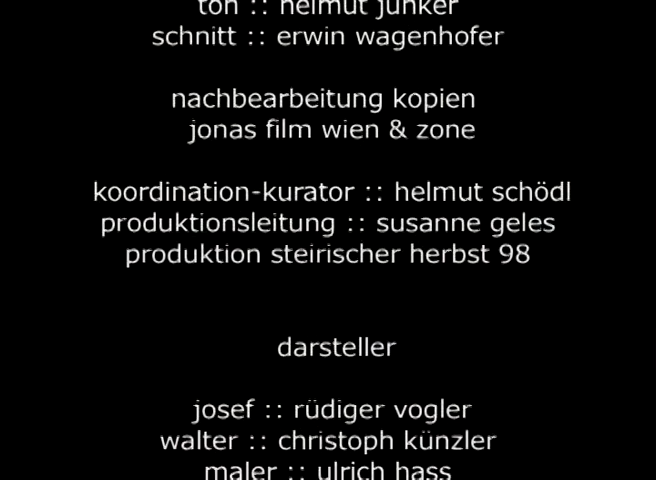 ton :: helmut junker
schnitt :: erwin wagenhofer
nachbearbeitung kopien
jonas film wien & zone
koordination-kurator :: helmut schödl
produktionsleitung :: susanne geles
produktion steirischer herbst 98
darsteller
josef :: rüdiger vogler
walter :: christoph künzler
maler :: ulrich hass